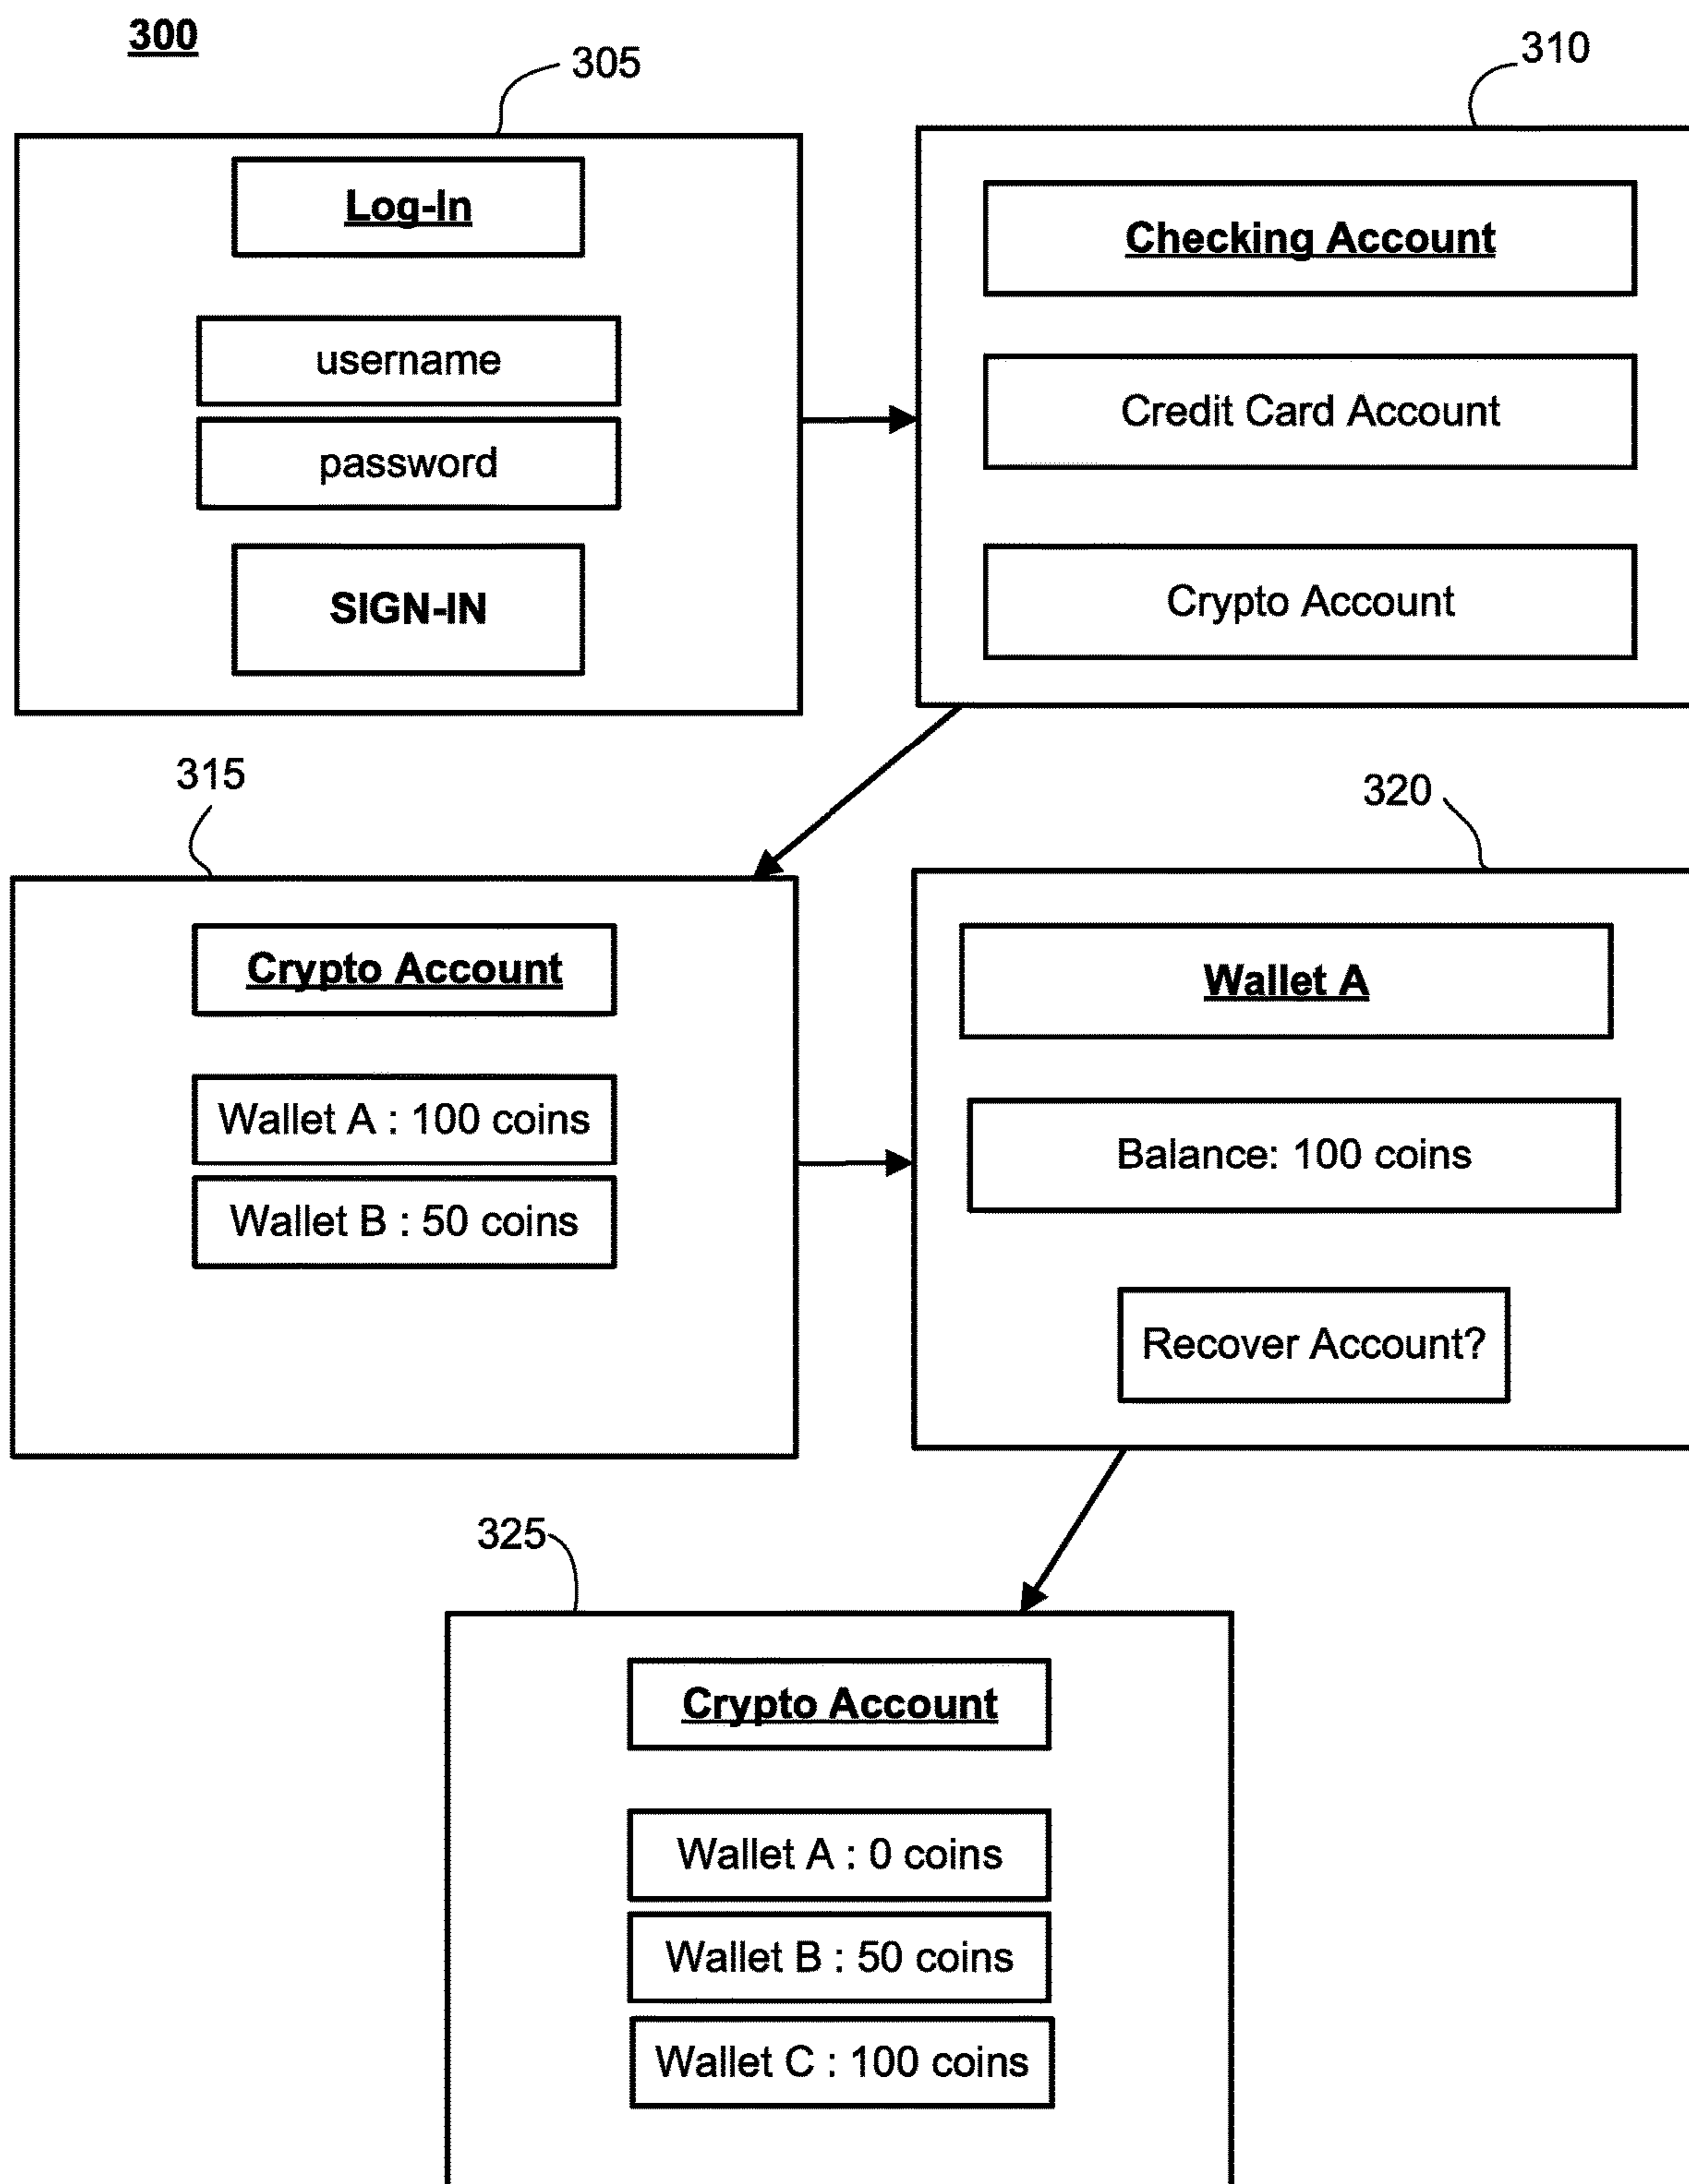 300
305
Log-In
username
password
SIGN-IN
310
Checking Account
Credit Card Account
Crypto Account
315
Crypto Account
Wallet A : 100 coins
Wallet B : 50 coins
320
Wallet A
Balance: 100 coins
Recover Account?
325
Crypto Account
Wallet A : 0 coins
Wallet B : 50 coins
Wallet C : 100 coins